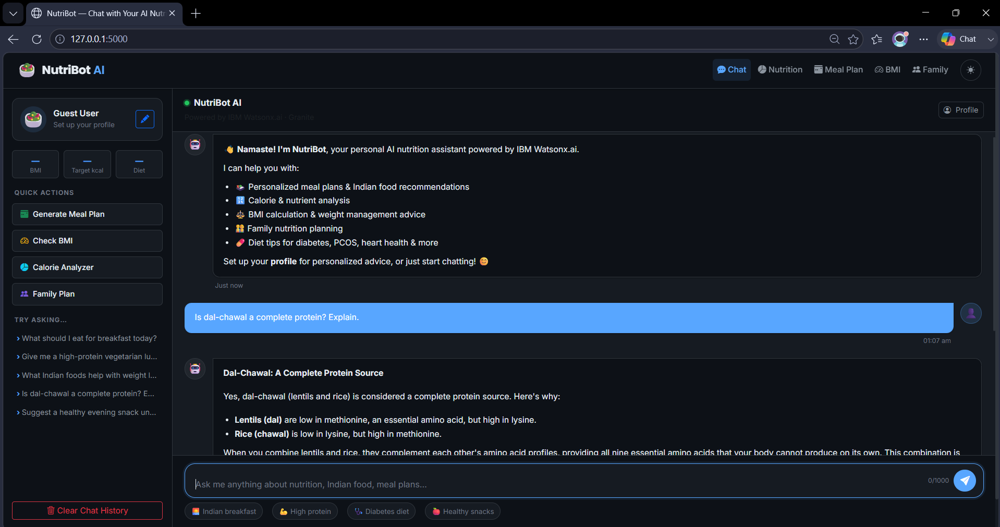 NutriBot — Chat with Your AI Nutr
127.0.0.1:5000
Chat
NutriBot AI
Chat
Nutrition
Meal Plan
BMI
Family
Guest User
Set up your profile
— BMI
— Target kcal
— Diet
QUICK ACTIONS
Generate Meal Plan
Check BMI
Calorie Analyzer
Family Plan
TRY ASKING...
› What should I eat for breakfast today?
› Give me a high-protein vegetarian lu...
› What Indian foods help with weight l...
› Is dal-chawal a complete protein? E...
› Suggest a healthy evening snack un...
Clear Chat History
NutriBot AI
Powered by IBM Watsonx.ai · Granite
Profile
👋 Namaste! I'm NutriBot, your personal AI nutrition assistant powered by IBM Watsonx.ai.
I can help you with:
• 🍛 Personalized meal plans & Indian food recommendations
• 🔢 Calorie & nutrient analysis
• ⚖️ BMI calculation & weight management advice
• 👨‍👩‍👧‍👦 Family nutrition planning
• 💊 Diet tips for diabetes, PCOS, heart health & more
Set up your profile for personalized advice, or just start chatting! 😊
Just now
Is dal-chawal a complete protein? Explain.
01:07 am
Dal-Chawal: A Complete Protein Source
Yes, dal-chawal (lentils and rice) is considered a complete protein source. Here's why:
• Lentils (dal) are low in methionine, an essential amino acid, but high in lysine.
• Rice (chawal) is low in lysine, but high in methionine.
When you combine lentils and rice, they complement each other's amino acid profiles, providing all nine essential amino acids that your body cannot produce on its own. This combination is
Ask me anything about nutrition, Indian food, meal plans...
0/1000
Indian breakfast
High protein
Diabetes diet
Healthy snacks